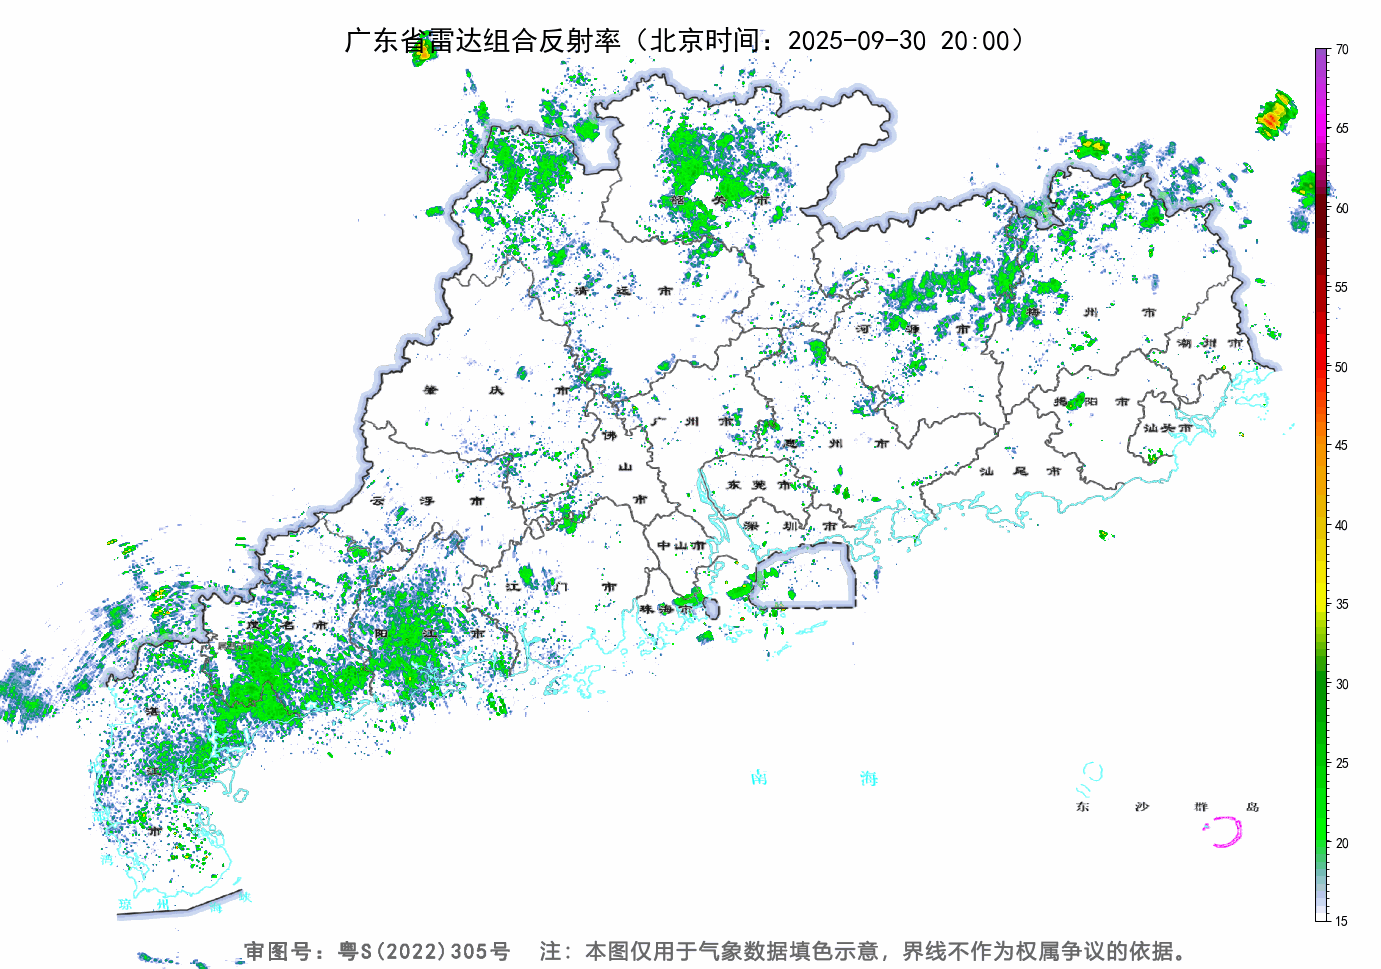 广东省雷达组合反射率（北京时间：2025-09-30 20:00）
70
65
60
55
50
45
40
35
30
25
20
15
韶 关 市
清 远 市
河 源 市
梅 州 市
潮 州 市
肇 庆 市
广 州 市
佛 山 市
惠 州 市
揭 阳 市
汕头市
汕 尾 市
东 莞 市
云 浮 市
深 圳 市
中山市
江 门 市
珠 海 市
茂 名 市
阳 江 市
湛 江 市
南 海
东 沙 群 岛
琼 州 海 峡
审图号：粤S(2022)305号 注：本图仅用于气象数据填色示意，界线不作为权属争议的依据。